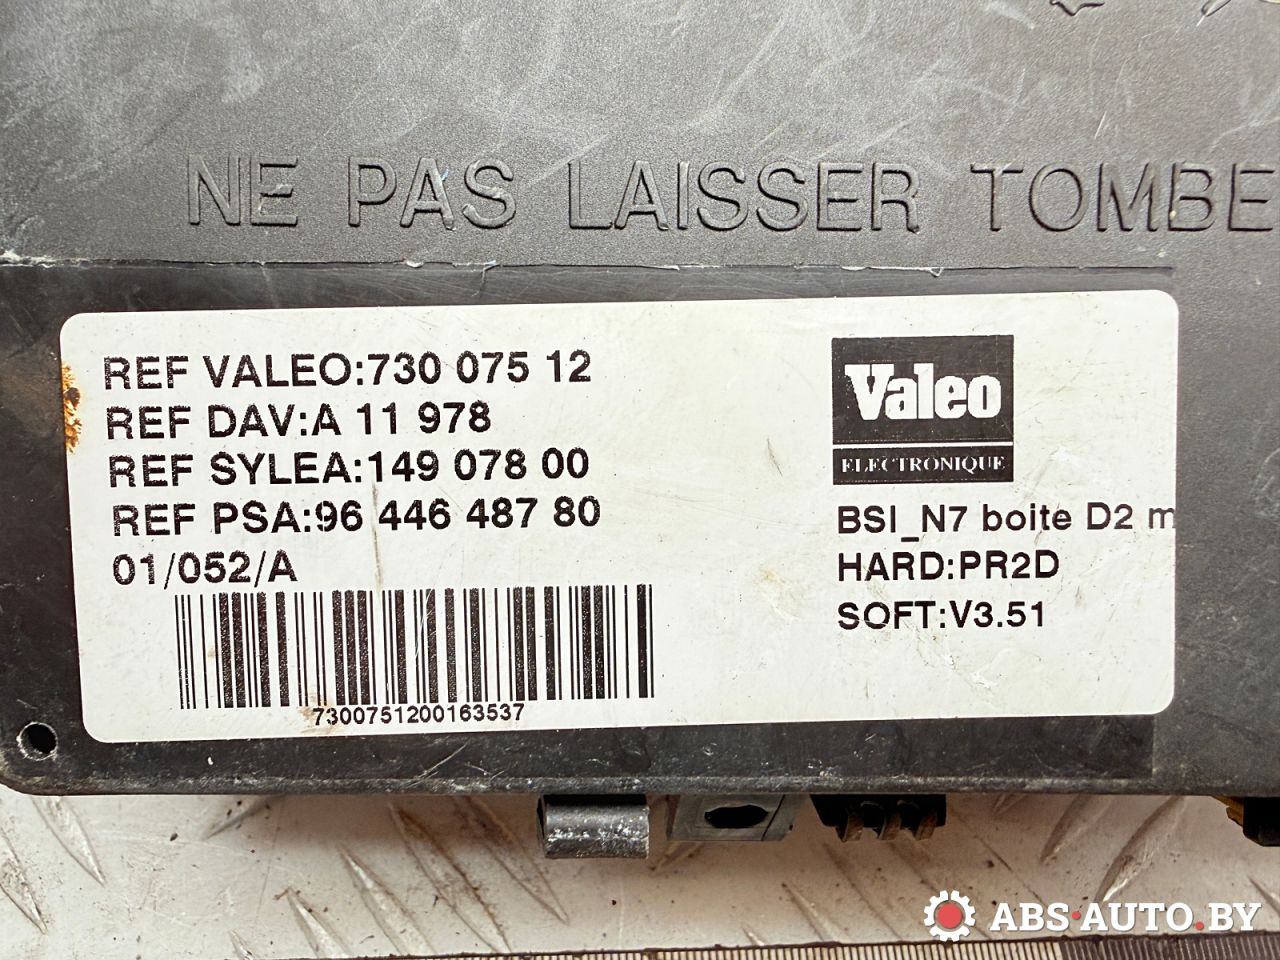 NE PAS LAISSER TOMBE
REF VALEO:730 075 12
REF DAV:A 11 978
REF SYLEA:149 078 00
REF PSA:96 446 487 80
01/052/A
7300751200163537
Valeo
ELECTRONIQUE
BSI_N7 boite D2 m
HARD:PR2D
SOFT:V3.51
ABS·AUTO.BY